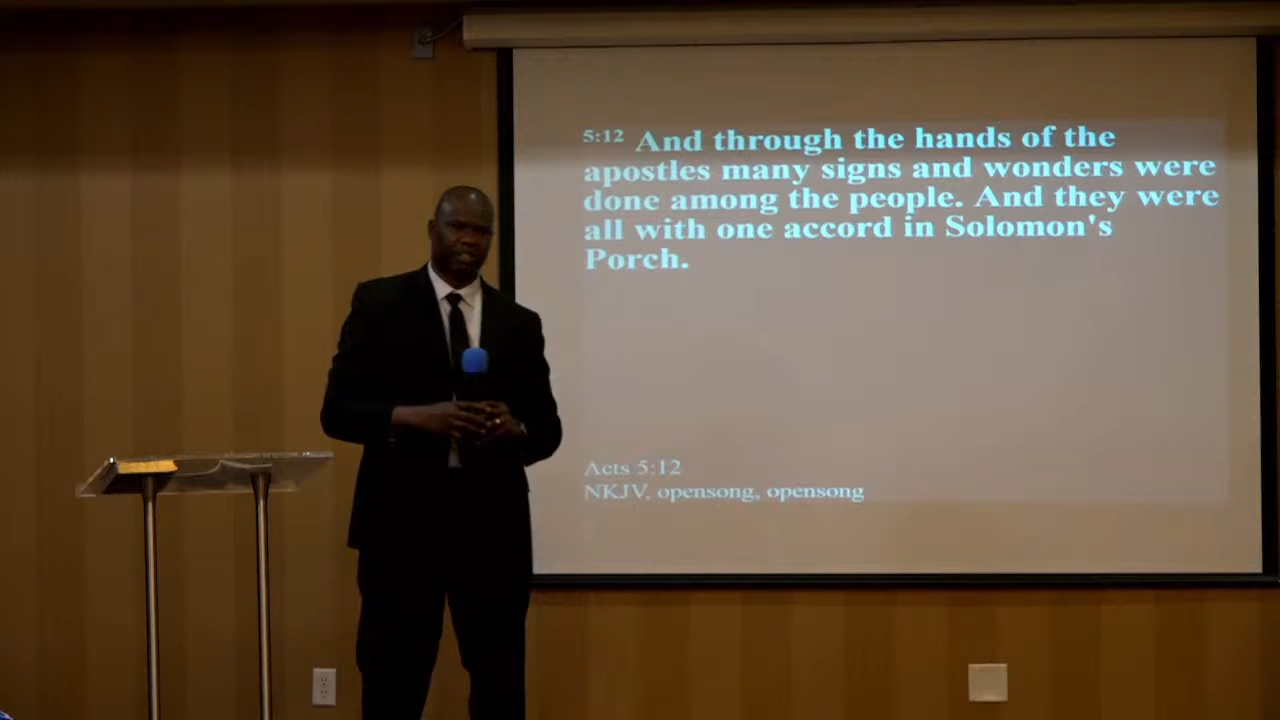 5:12 And through the hands of the
apostles many signs and wonders were
done among the people. And they were
all with one accord in Solomon's
Porch.
Acts 5:12
NKJV, opensong, opensong